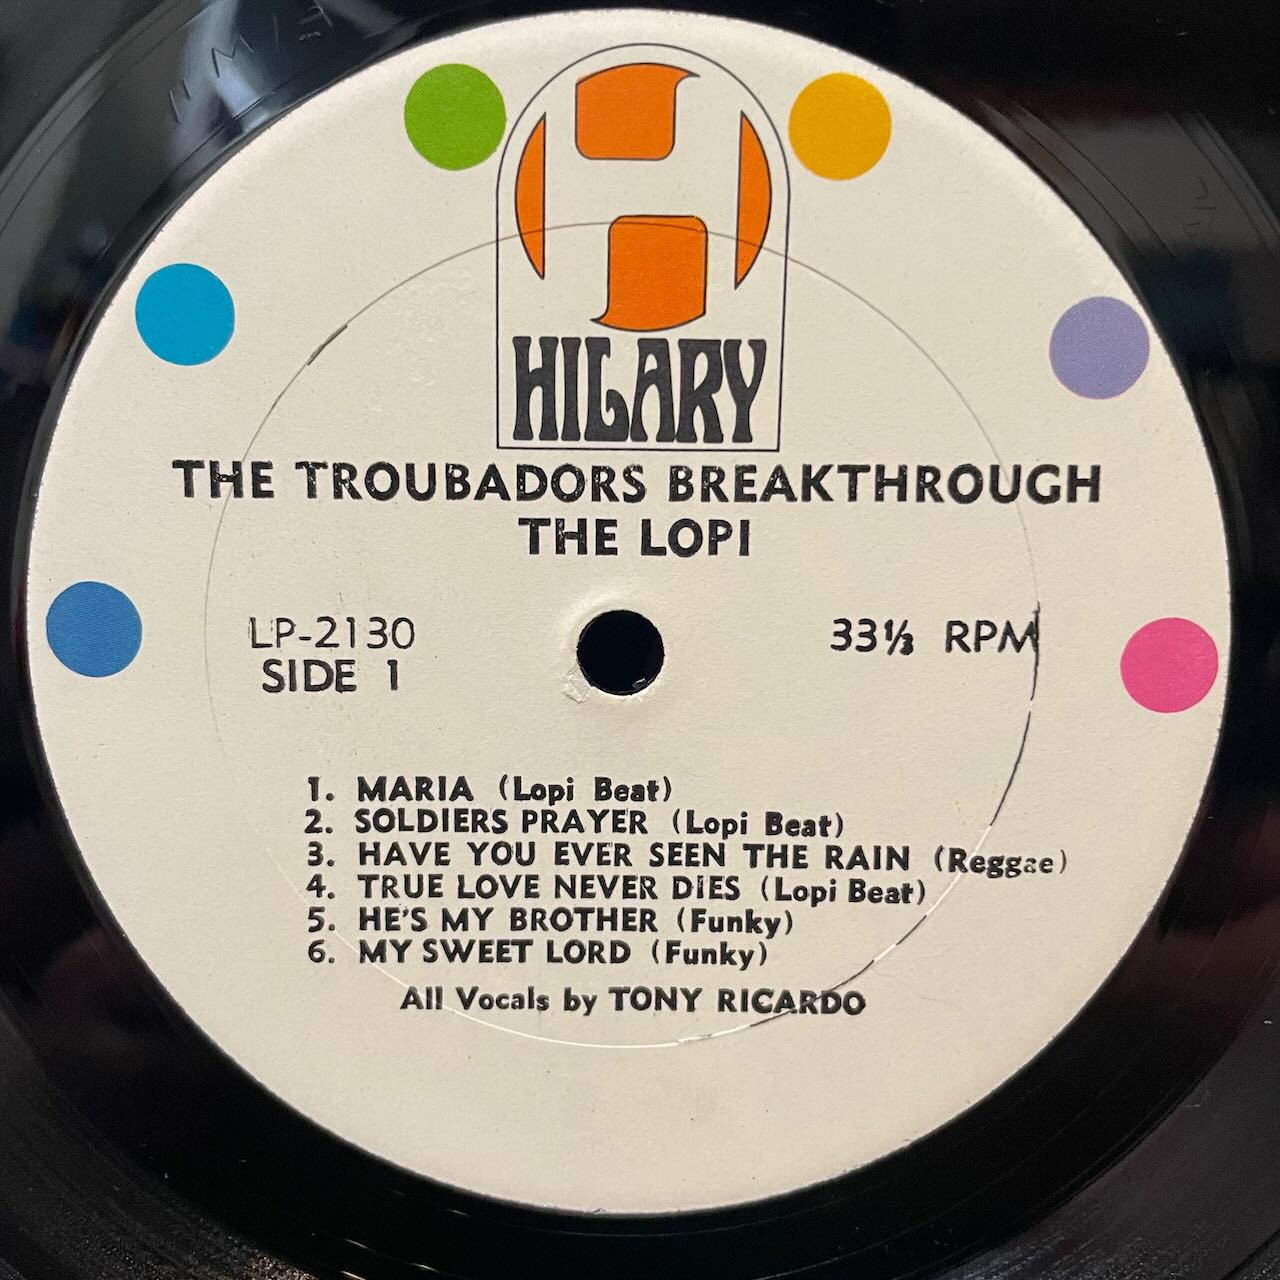 HILARY
THE TROUBADORS BREAKTHROUGH
THE LOPI
LP-2130
SIDE 1
33⅓ RPM
1. MARIA (Lopi Beat)
2. SOLDIERS PRAYER (Lopi Beat)
3. HAVE YOU EVER SEEN THE RAIN (Reggae)
4. TRUE LOVE NEVER DIES (Lopi Beat)
5. HE'S MY BROTHER (Funky)
6. MY SWEET LORD (Funky)
All Vocals by TONY RICARDO